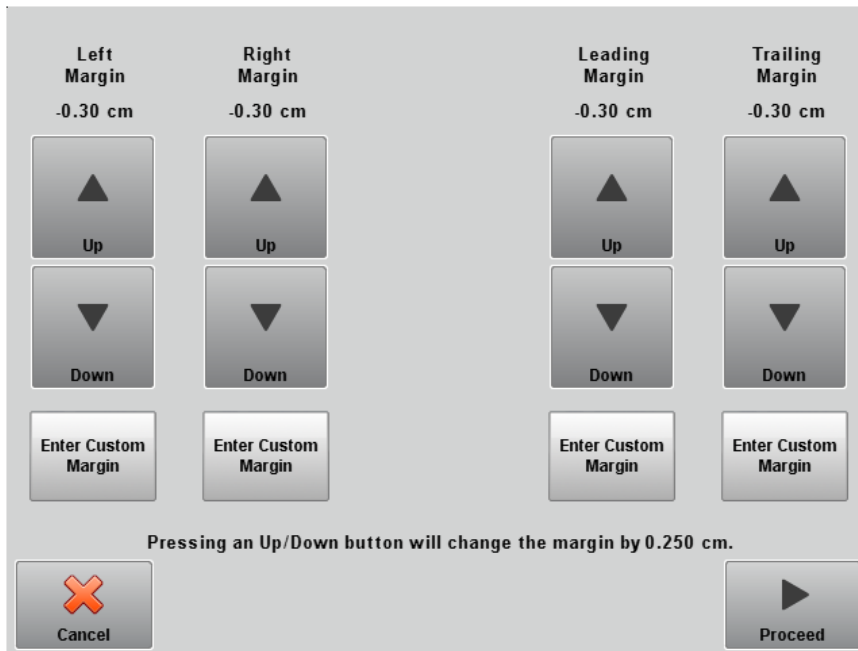 Left Margin
-0.30 cm
Up
Down
Enter Custom
Margin
Right Margin
-0.30 cm
Up
Down
Enter Custom
Margin
Leading Margin
-0.30 cm
Up
Down
Enter Custom
Margin
Trailing Margin
-0.30 cm
Up
Down
Enter Custom
Margin
Pressing an Up/Down button will change the margin by 0.250 cm.
Cancel
Proceed